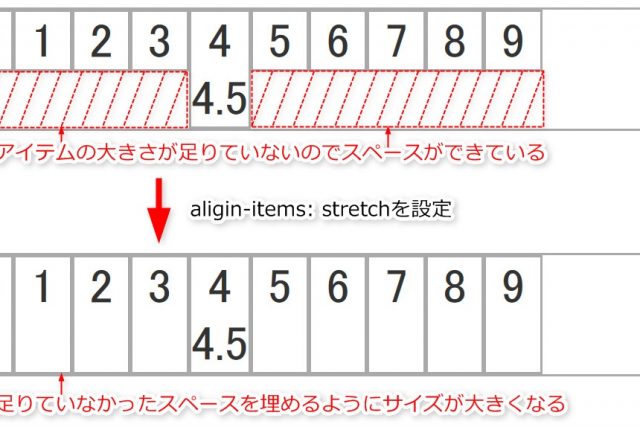 1 2 3 4 5 6 7 8 9
4.5
アイテムの大きさが足りていないのでスペースができている
aligin-items: stretchを設定
1 2 3 4 5 6 7 8 9
4.5
足りていなかったスペースを埋めるようにサイズが大きくなる